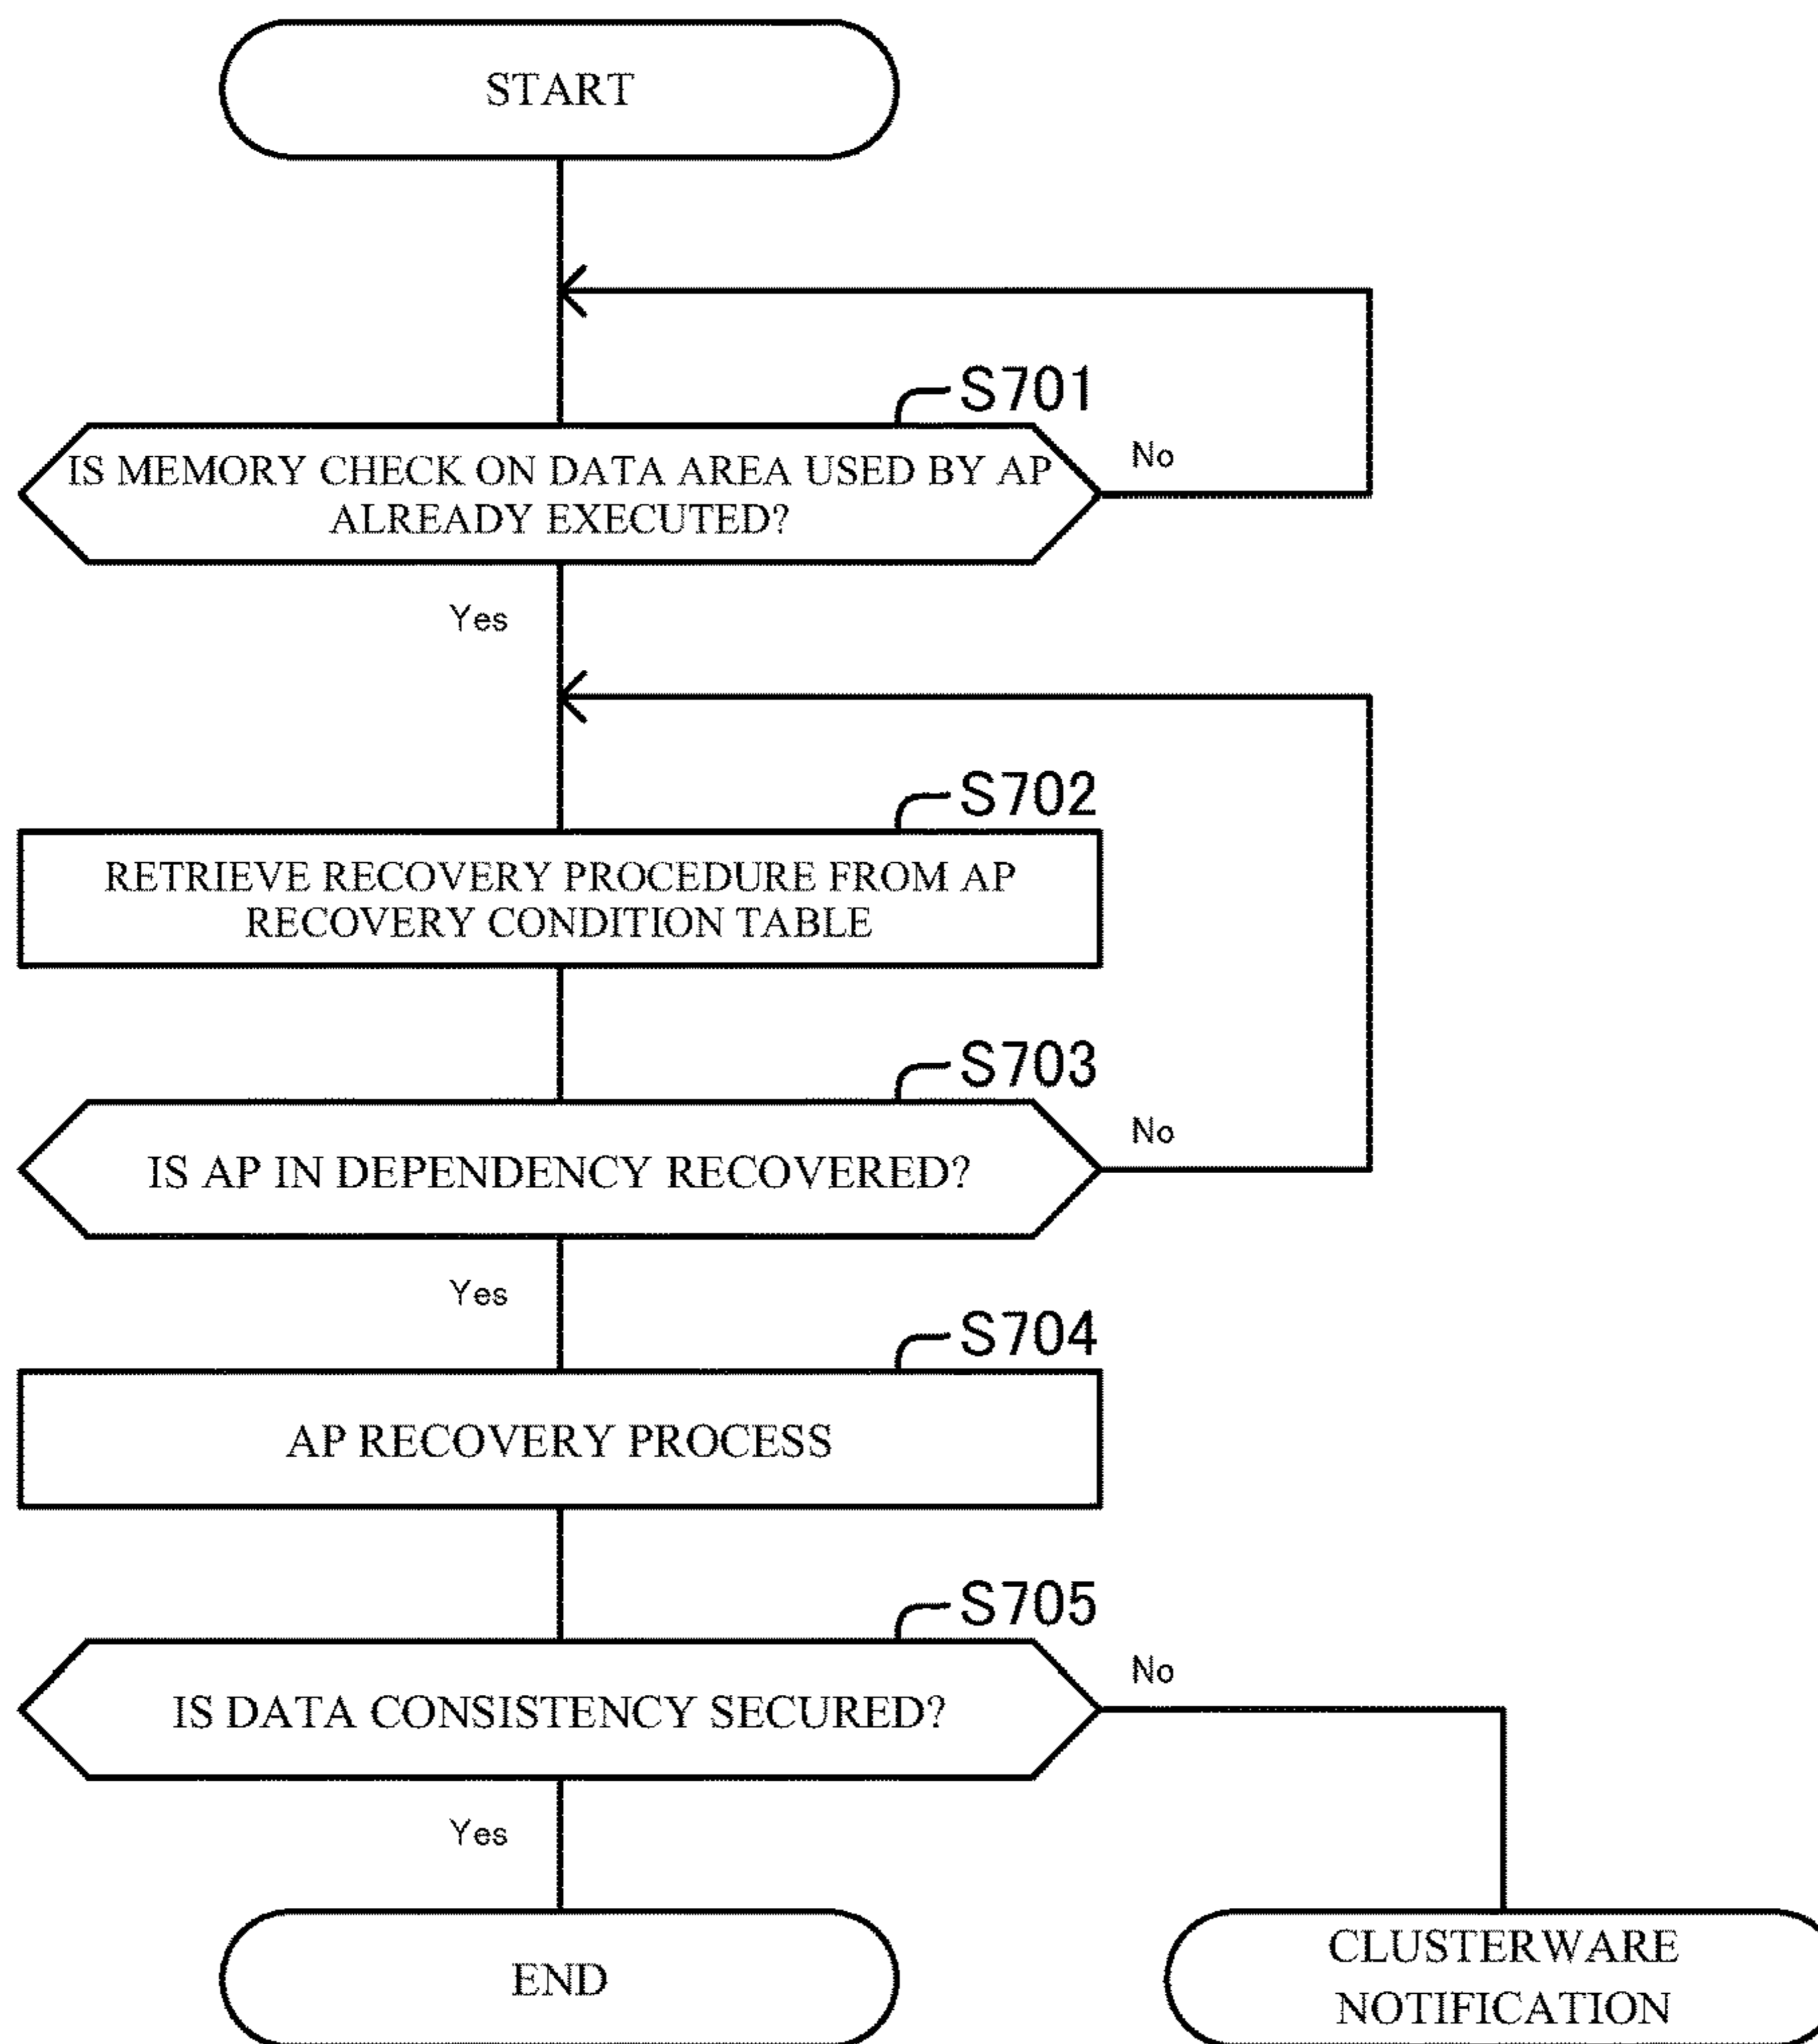 START
S701
IS MEMORY CHECK ON DATA AREA USED BY AP
ALREADY EXECUTED?
No
Yes
S702
RETRIEVE RECOVERY PROCEDURE FROM AP
RECOVERY CONDITION TABLE
S703
IS AP IN DEPENDENCY RECOVERED?
No
Yes
S704
AP RECOVERY PROCESS
S705
IS DATA CONSISTENCY SECURED?
No
Yes
END
CLUSTERWARE
NOTIFICATION